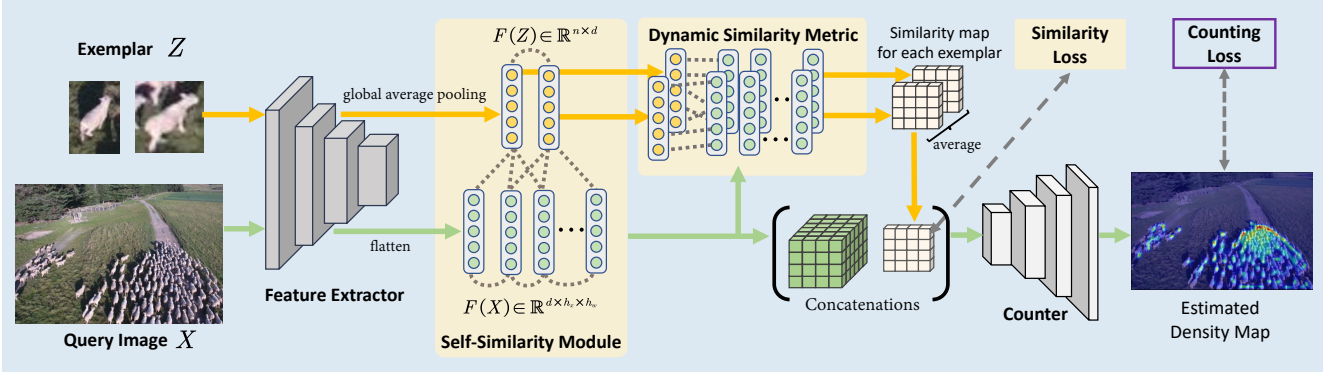 Exemplar Z
global average pooling
F(Z) ∈ ℝ^{n×d}
Dynamic Similarity Metric
Similarity map
for each exemplar
average
Similarity
Loss
Counting
Loss
flatten
Feature Extractor
Query Image X
F(X) ∈ ℝ^{d×h_c×h_w}
Self-Similarity Module
Concatenations
Counter
Estimated
Density Map